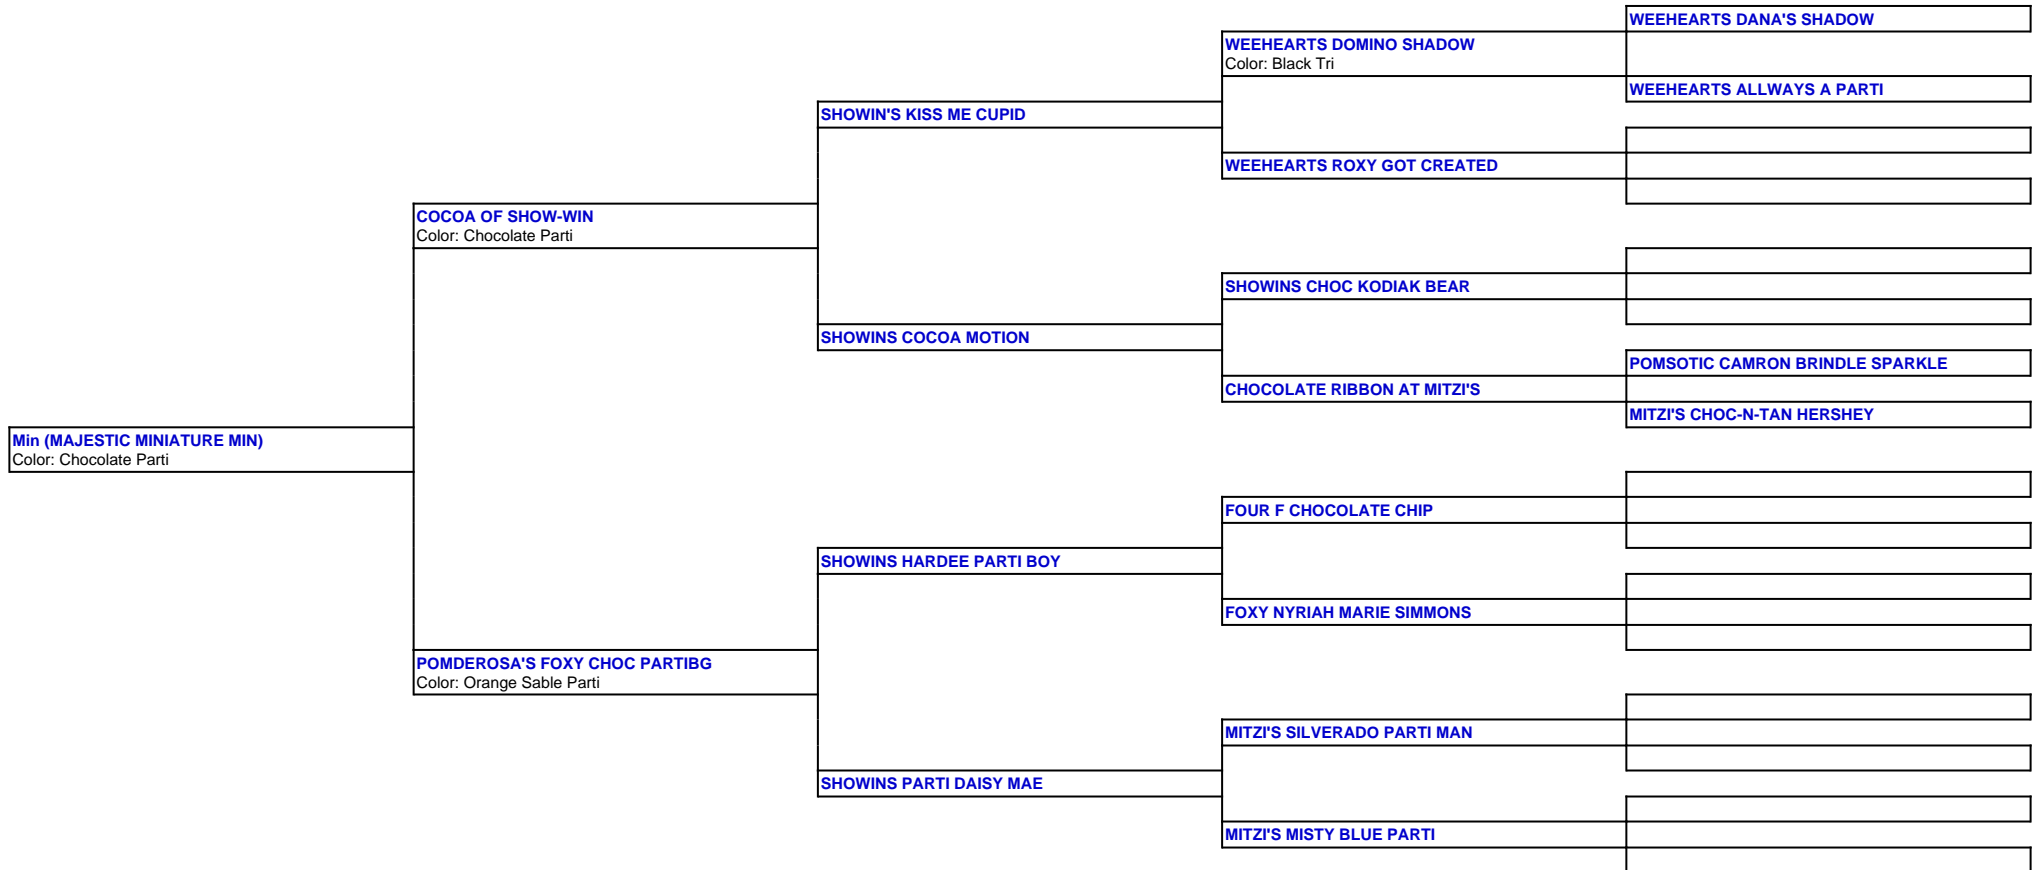 WEEHEARTS DANA'S SHADOW
WEEHEARTS DOMINO SHADOW
Color: Black Tri
WEEHEARTS ALLWAYS A PARTI
SHOWIN'S KISS ME CUPID
WEEHEARTS ROXY GOT CREATED
COCOA OF SHOW-WIN
Color: Chocolate Parti
SHOWINS CHOC KODIAK BEAR
SHOWINS COCOA MOTION
POMSOTIC CAMRON BRINDLE SPARKLE
CHOCOLATE RIBBON AT MITZI'S
MITZI'S CHOC-N-TAN HERSHEY
Min (MAJESTIC MINIATURE MIN)
Color: Chocolate Parti
FOUR F CHOCOLATE CHIP
SHOWINS HARDEE PARTI BOY
FOXY NYRIAH MARIE SIMMONS
POMDEROSA'S FOXY CHOC PARTIBG
Color: Orange Sable Parti
MITZI'S SILVERADO PARTI MAN
SHOWINS PARTI DAISY MAE
MITZI'S MISTY BLUE PARTI